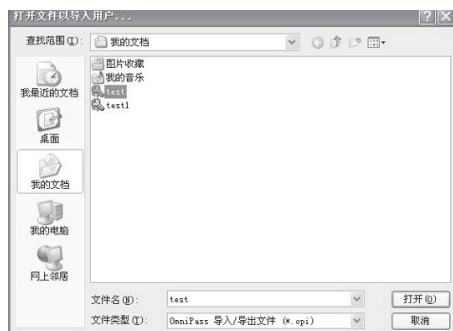 打开文件以导入用户...
查找范围(I):
我的文档
图片收藏
我的音乐
test
test1
我最近的文档
桌面
我的文档
我的电脑
网上邻居
文件名(N):
test
打开(O)
文件类型(T):
OmniPass 导入/导出文件 (*.opi)
取消